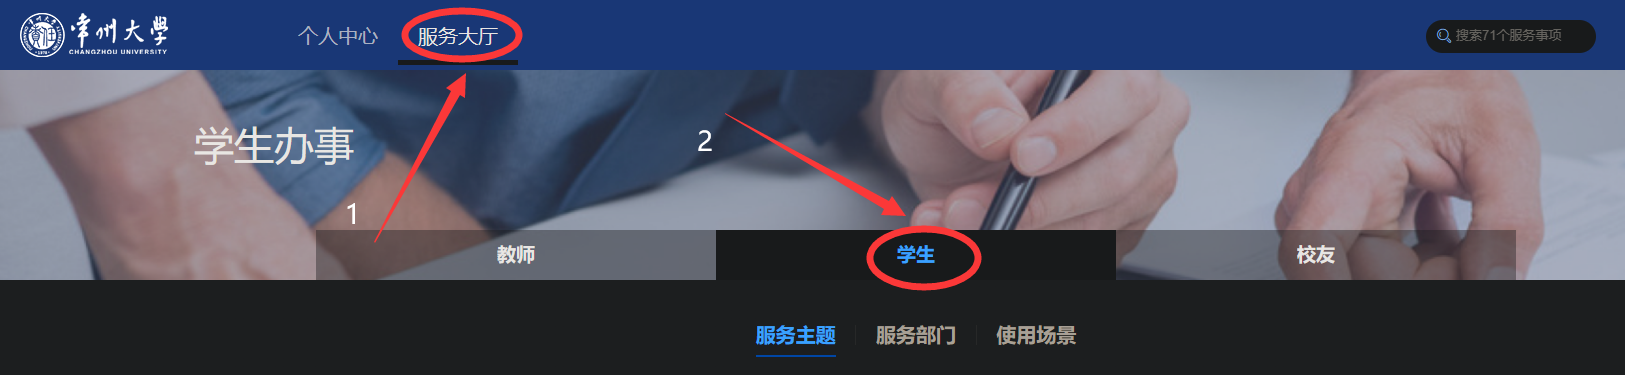 常州大學
CHANGZHOU UNIVERSITY
个人中心 服务大厅
搜索71个服务事项
学生办事
2
1
教师 学生 校友
服务主题 服务部门 使用场景